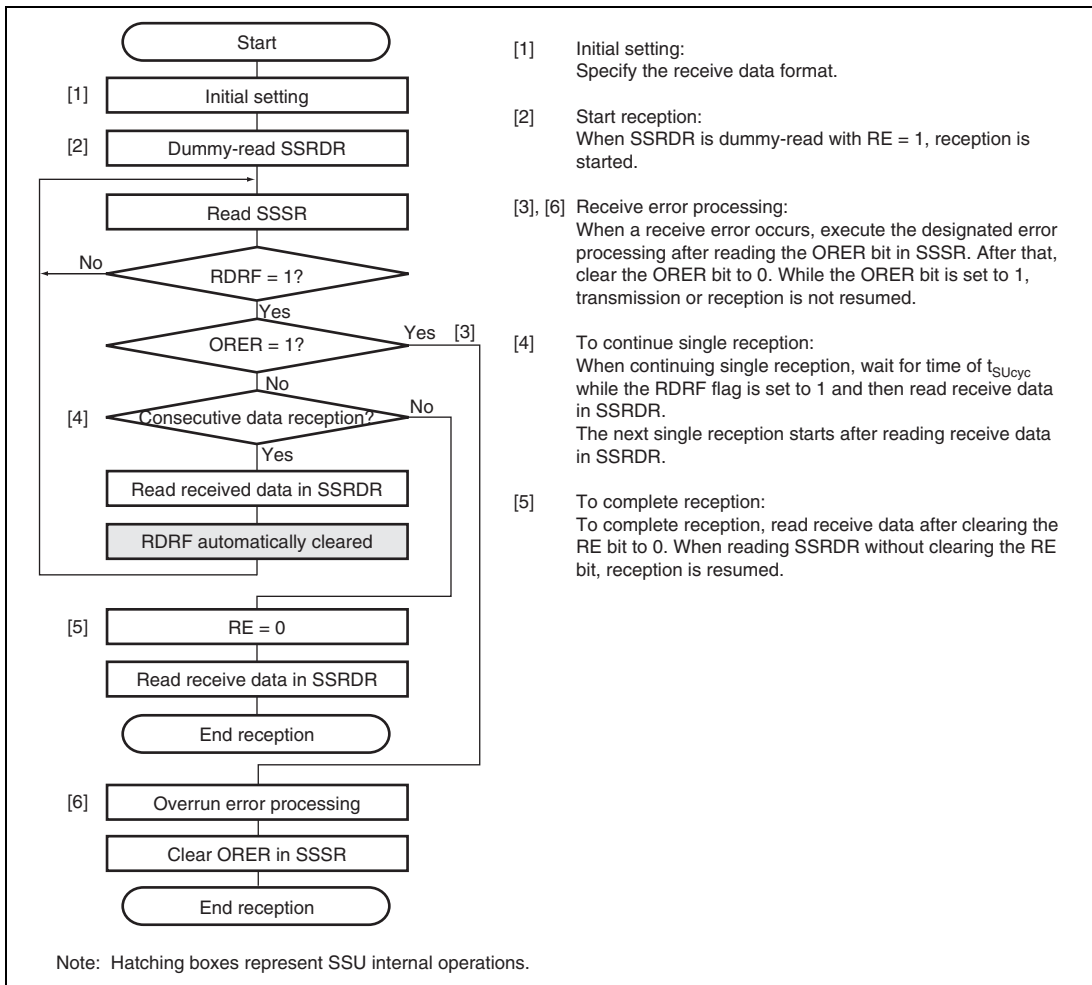 Start
[1]
Initial setting
[2]
Dummy-read SSRDR
Read SSSR
No
RDRF = 1?
Yes
ORER = 1?
Yes [3]
No
[4]
Consecutive data reception?
No
Yes
Read received data in SSRDR
RDRF automatically cleared
[5]
RE = 0
Read receive data in SSRDR
End reception
[6]
Overrun error processing
Clear ORER in SSSR
End reception
[1] Initial setting:
Specify the receive data format.
[2] Start reception:
When SSRDR is dummy-read with RE = 1, reception is
started.
[3], [6] Receive error processing:
When a receive error occurs, execute the designated error
processing after reading the ORER bit in SSSR. After that,
clear the ORER bit to 0. While the ORER bit is set to 1,
transmission or reception is not resumed.
[4] To continue single reception:
When continuing single reception, wait for time of tSUcyc
while the RDRF flag is set to 1 and then read receive data
in SSRDR.
The next single reception starts after reading receive data
in SSRDR.
[5] To complete reception:
To complete reception, read receive data after clearing the
RE bit to 0. When reading SSRDR without clearing the RE
bit, reception is resumed.
Note: Hatching boxes represent SSU internal operations.